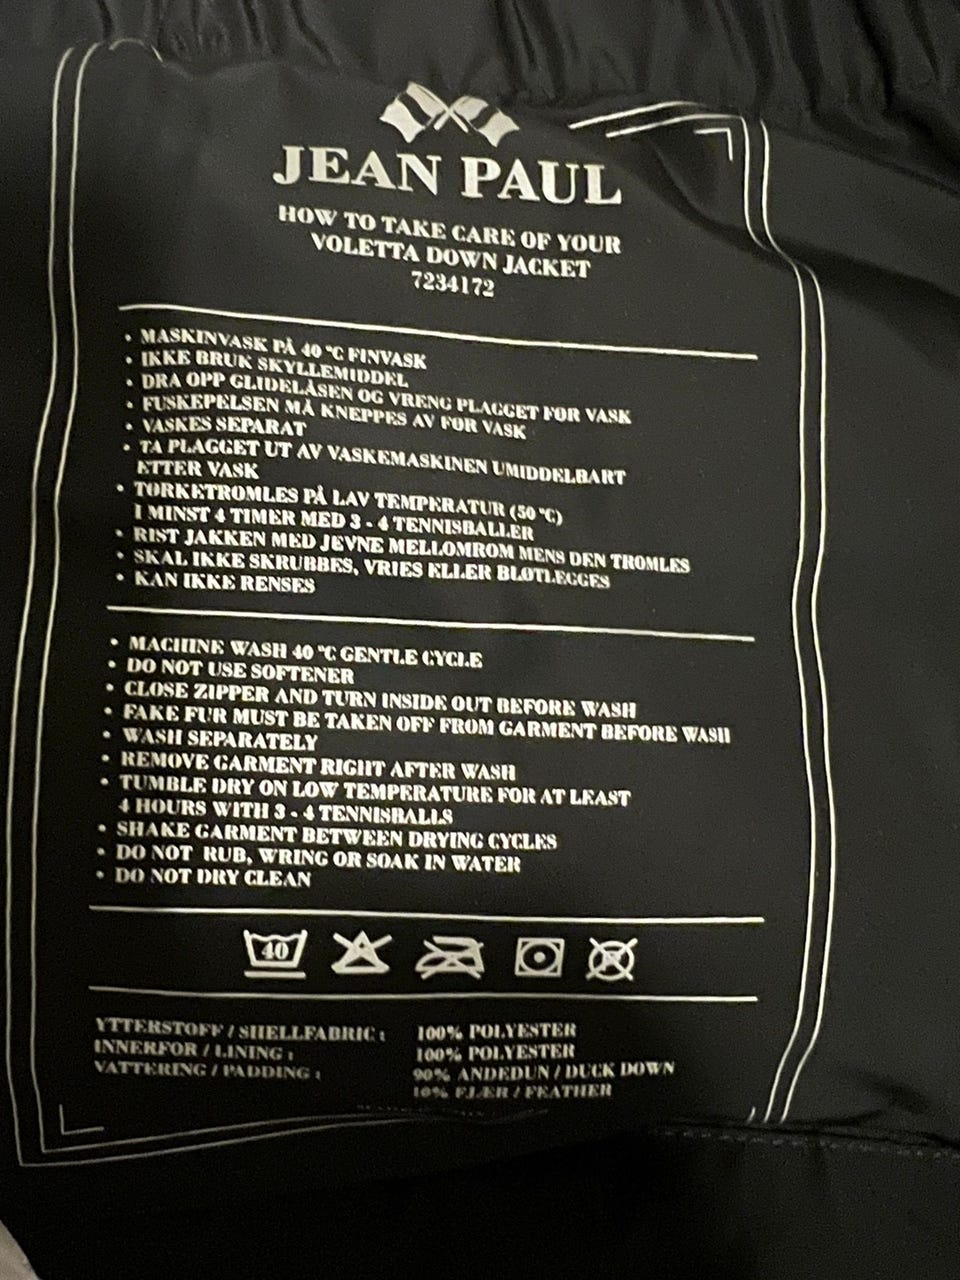 JEAN PAUL
HOW TO TAKE CARE OF YOUR
VOLETTA DOWN JACKET
7234172
• MASKINVASK PÅ 40 °C FINVASK
• IKKE BRUK SKYLLEMIDDEL
• DRA OPP GLIDELÅSEN OG VRENG PLAGGET FØR VASK
• FUSKEPELSEN MÅ KNEPPES AV FØR VASK
• VASKES SEPARAT
• TA PLAGGET UT AV VASKEMASKINEN UMIDDELBART
ETTER VASK
• TØRKETROMLES PÅ LAV TEMPERATUR (50 °C)
I MINST 4 TIMER MED 3 - 4 TENNISBALLER
• RIST JAKKEN MED JEVNE MELLOMROM MENS DEN TROMLES
• SKAL IKKE SKRUBBES, VRIES ELLER BLØTLEGGES
• KAN IKKE RENSES
• MACHINE WASH 40 °C GENTLE CYCLE
• DO NOT USE SOFTENER
• CLOSE ZIPPER AND TURN INSIDE OUT BEFORE WASH
• FAKE FUR MUST BE TAKEN OFF FROM GARMENT BEFORE WASH
• WASH SEPARATELY
• REMOVE GARMENT RIGHT AFTER WASH
• TUMBLE DRY ON LOW TEMPERATURE FOR AT LEAST
4 HOURS WITH 3 - 4 TENNISBALLS
• SHAKE GARMENT BETWEEN DRYING CYCLES
• DO NOT RUB, WRING OR SOAK IN WATER
• DO NOT DRY CLEAN
40
YTTERSTOFF / SHELLFABRIC : 100% POLYESTER
INNERFOR / LINING : 100% POLYESTER
VATTERING / PADDING : 90% ANDEDUN / DUCK DOWN
10% FJÆR / FEATHER